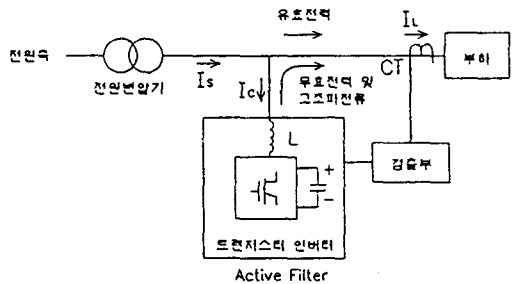 유효전력
IL
전원측
부하
CT
전원변압기
Is
Ic
무효전력 및
고조파전류
L
검출부
+
−
트랜지스터 인버터
Active Filter